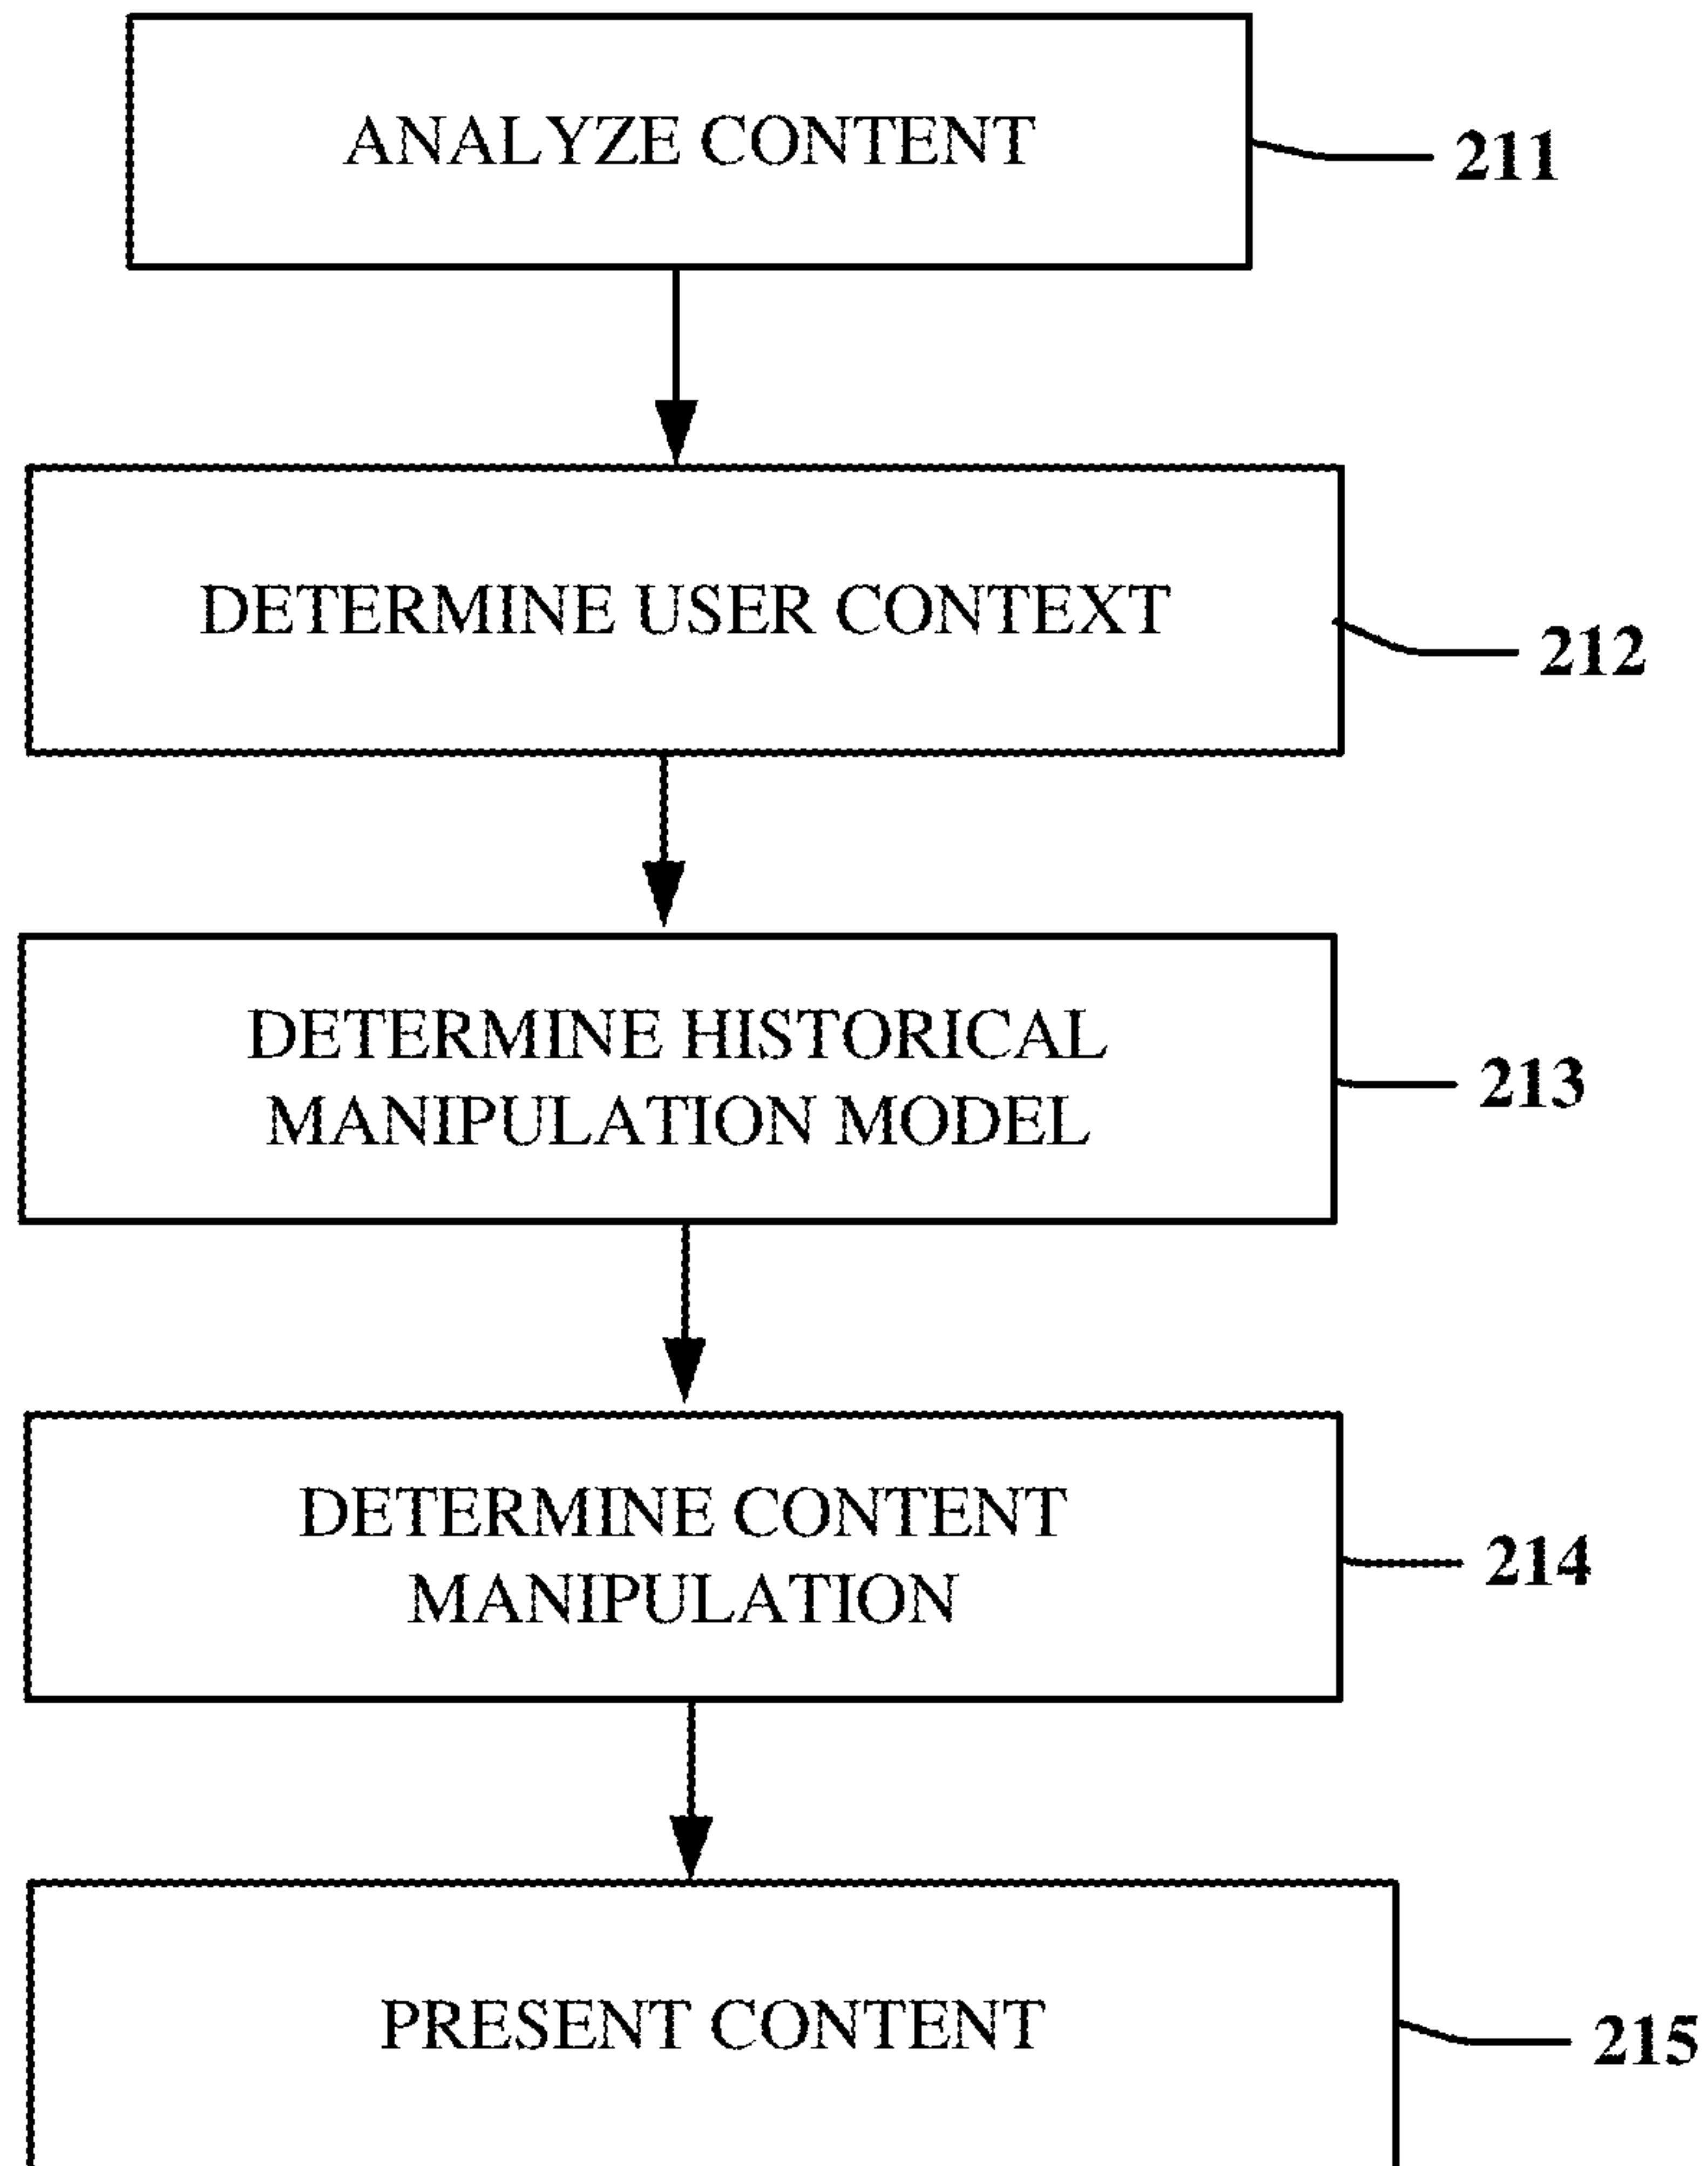 ANALYZE CONTENT
211
DETERMINE USER CONTEXT
212
DETERMINE HISTORICAL
MANIPULATION MODEL
213
DETERMINE CONTENT
MANIPULATION
214
PRESENT CONTENT
215